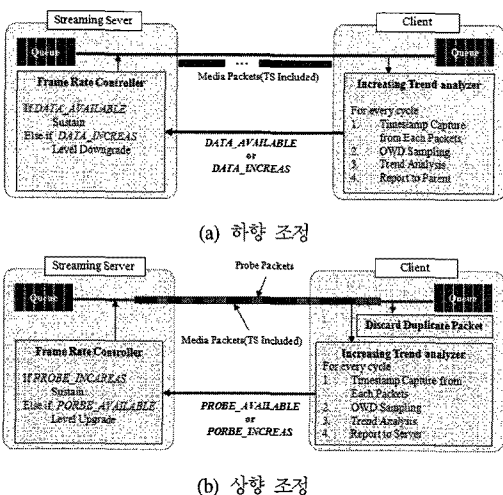 Streaming Sever
Client
Queue
Queue
Media Packets(TS Included)
Frame Rate Controller
If DATA_AVAILABLE
Sustain
Else if DATA_INCREAS
Level Downgrade
DATA_AVAILABLE
or
DATA_INCREAS
Increasing Trend analyzer
For every cycle
1. Timestamp Capture
from Each Packets
2. OWD Sampling
3. Trend Analysis
4. Report to Parent
(a) 하향 조정
Streaming Server
Probe Packets
Client
Queue
Queue
Discard Duplicate Packet
Media Packets(TS Included)
Frame Rate Controller
If PROBE_INCAREAS
Sustain
Else if PORBE_AVAILABLE
Level Upgrade
PROBE_AVAILABLE
or
PORBE_INCREAS
Increasing Trend analyzer
For every cycle
1. Timestamp Capture from
Each Packets
2. OWD Sampling
3. Trend Analysis
4. Report to Server
(b) 상향 조정